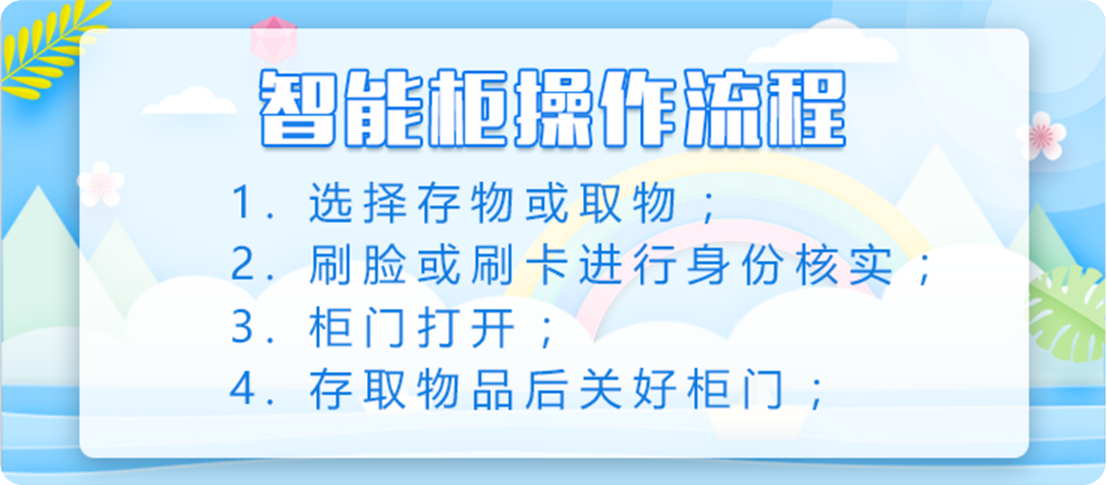 智能柜操作流程
1. 选择存物或取物；
2. 刷脸或刷卡进行身份核实；
3. 柜门打开；
4. 存取物品后关好柜门；